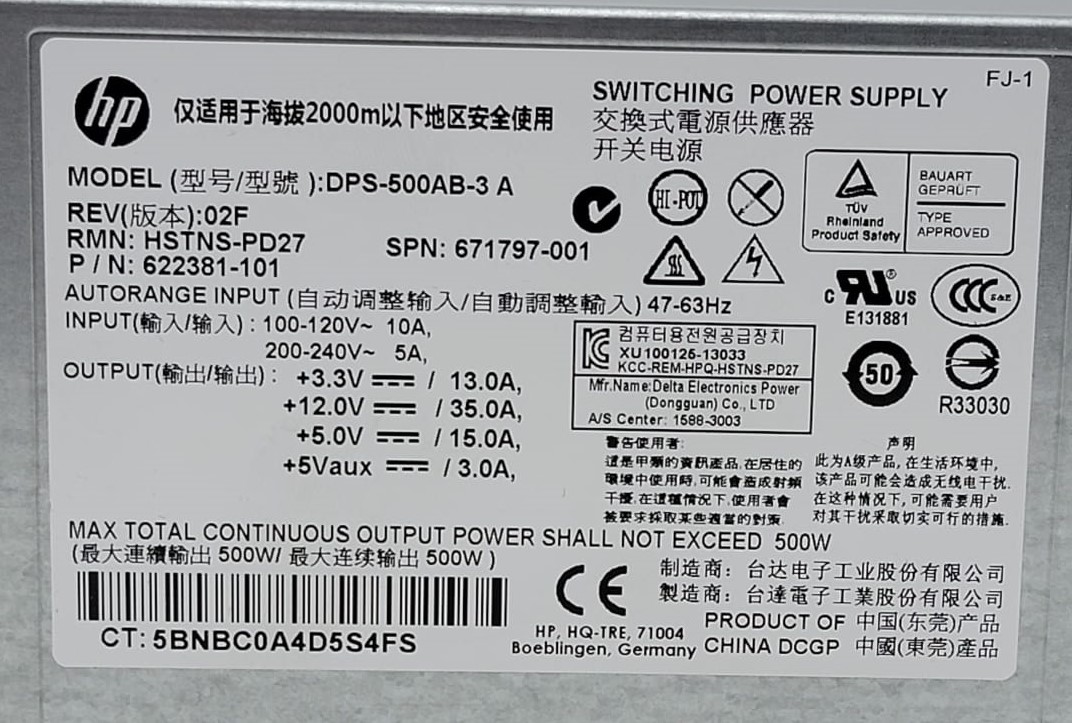 FJ-1
hp
仅适用于海拔2000m以下地区安全使用
SWITCHING POWER SUPPLY
交換式電源供應器
开关电源
MODEL (型号/型號 ):DPS-500AB-3 A
REV(版本):02F
RMN: HSTNS-PD27
SPN: 671797-001
P / N: 622381-101
HI-POT
TÜV
Rheinland
Product Safety
BAUART
GEPRÜFT
TYPE
APPROVED
AUTORANGE INPUT (自动调整输入/自動調整輸入) 47-63Hz
INPUT(輸入/输入) : 100-120V~ 10A,
200-240V~ 5A,
OUTPUT(輸出/输出) : +3.3V ⎓ / 13.0A,
+12.0V ⎓ / 35.0A,
+5.0V ⎓ / 15.0A,
+5Vaux ⎓ / 3.0A,
컴퓨터용전원공급장치
XU100126-13033
KCC-REM-HPQ-HSTNS-PD27
Mfr.Name:Delta Electronics Power
(Dongguan) Co., LTD
A/S Center: 1588-3003
c RU ® US
E131881
CCC S&E
50
R33030
警告使用者:
這是甲類的資訊產品,在居住的
環境中使用時,可能會造成射頻
干擾,在這種情況下,使用者會
被要求採取某些適當的對策.
声明
此为A级产品,在生活环境中,
该产品可能会造成无线电干扰.
在这种情况下,可能需要用户
对其干扰采取切实可行的措施.
MAX TOTAL CONTINUOUS OUTPUT POWER SHALL NOT EXCEED 500W
(最大連續輸出 500W/ 最大连续输出 500W )
CT: 5BNBC0A4D5S4FS
CE
HP, HQ-TRE, 71004
Boeblingen, Germany
制造商: 台达电子工业股份有限公司
製造商: 台達電子工業股份有限公司
PRODUCT OF 中国(东莞)产品
CHINA DCGP 中國(東莞)產品